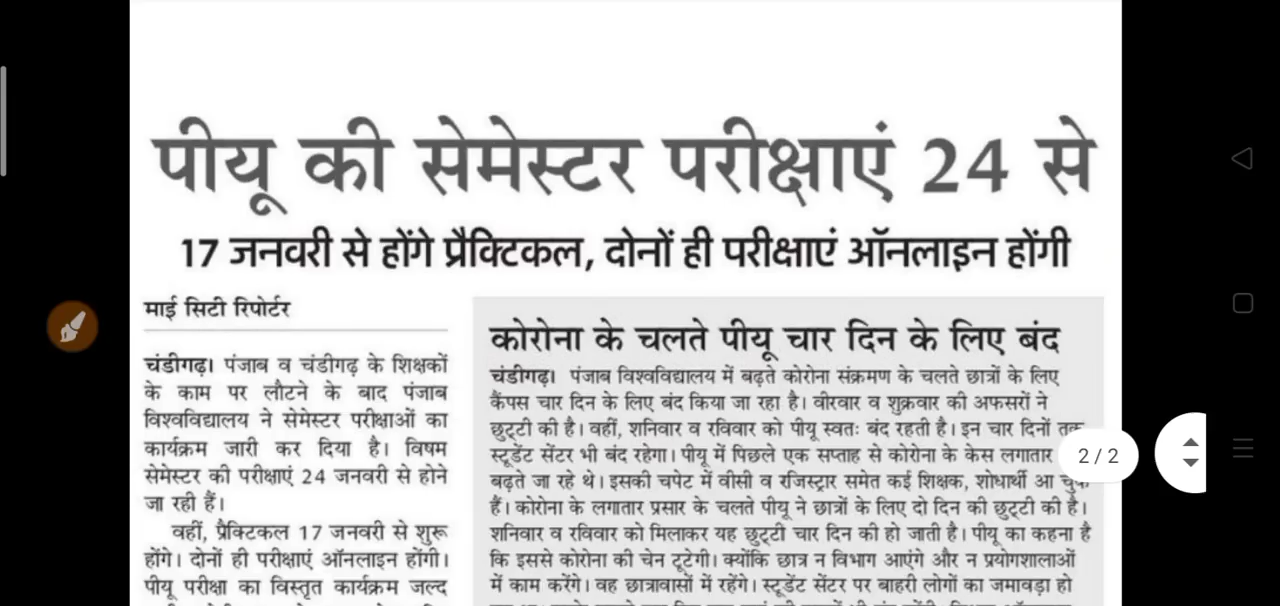 पीयू की सेमेस्टर परीक्षाएं 24 से
17 जनवरी से होंगे प्रैक्टिकल, दोनों ही परीक्षाएं ऑनलाइन होंगी
माई सिटी रिपोर्टर
चंडीगढ़। पंजाब व चंडीगढ़ के शिक्षकों
के काम पर लौटने के बाद पंजाब
विश्वविद्यालय ने सेमेस्टर परीक्षाओं का
कार्यक्रम जारी कर दिया है। विषम
सेमेस्टर की परीक्षाएं 24 जनवरी से होने
जा रही हैं।
वहीं, प्रैक्टिकल 17 जनवरी से शुरू
होंगे। दोनों ही परीक्षाएं ऑनलाइन होंगी।
पीयू परीक्षा का विस्तृत कार्यक्रम जल्द
कोरोना के चलते पीयू चार दिन के लिए बंद
चंडीगढ़। पंजाब विश्वविद्यालय में बढ़ते कोरोना संक्रमण के चलते छात्रों के लिए
कैंपस चार दिन के लिए बंद किया जा रहा है। वीरवार व शुक्रवार की अफसरों ने
छुट्टी की है। वहीं, शनिवार व रविवार को पीयू स्वतः बंद रहती है। इन चार दिनों तक
स्टूडेंट सेंटर भी बंद रहेगा। पीयू में पिछले एक सप्ताह से कोरोना के केस लगातार
बढ़ते जा रहे थे। इसकी चपेट में वीसी व रजिस्ट्रार समेत कई शिक्षक, शोधार्थी आ चुके
हैं। कोरोना के लगातार प्रसार के चलते पीयू ने छात्रों के लिए दो दिन की छुट्टी की है।
शनिवार व रविवार को मिलाकर यह छुट्टी चार दिन की हो जाती है। पीयू का कहना है
कि इससे कोरोना की चेन टूटेगी। क्योंकि छात्र न विभाग आएंगे और न प्रयोगशालाओं
में काम करेंगे। वह छात्रावासों में रहेंगे। स्टूडेंट सेंटर पर बाहरी लोगों का जमावड़ा हो
2 / 2